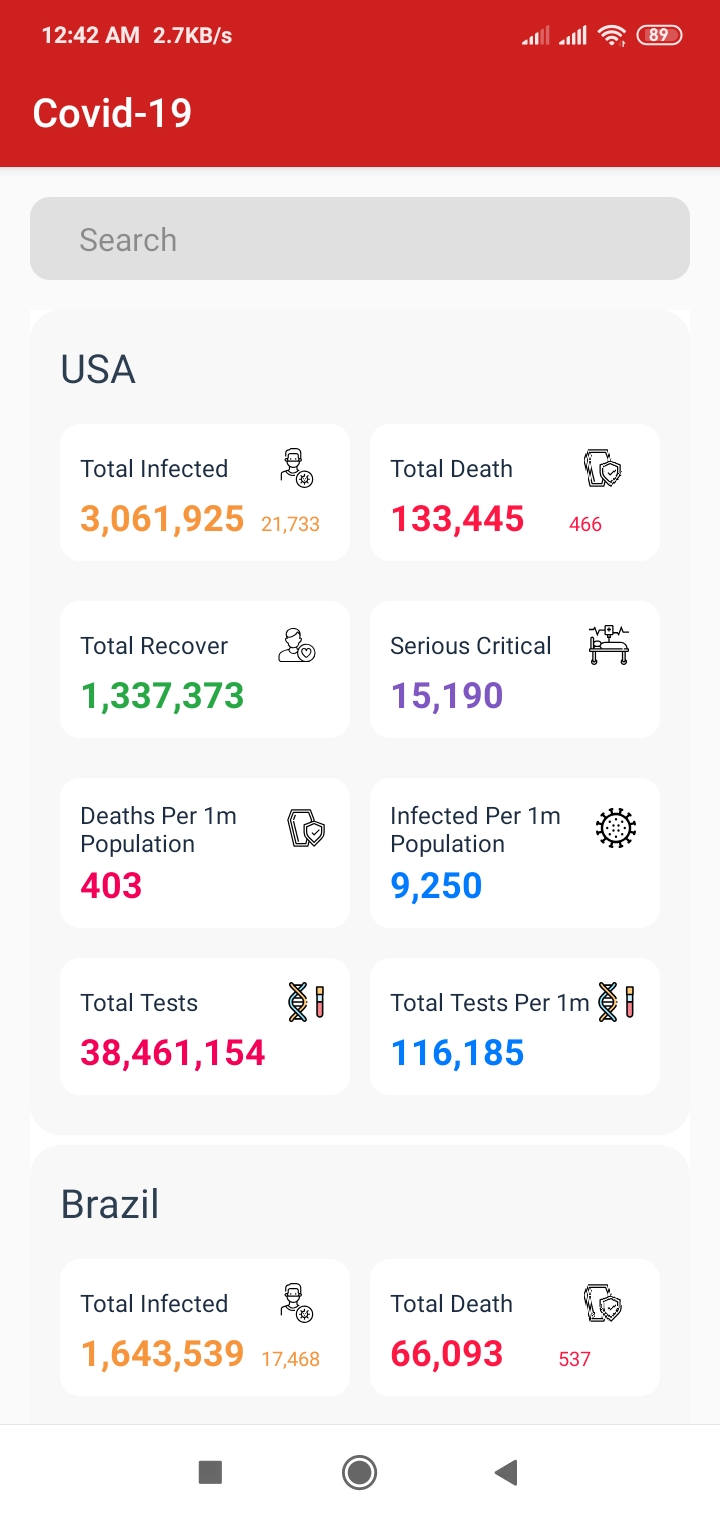 12:42 AM 2.7KB/s 89
Covid-19
Search
USA
Total Infected
3,061,925 21,733
Total Death
133,445 466
Total Recover
1,337,373
Serious Critical
15,190
Deaths Per 1m
Population
403
Infected Per 1m
Population
9,250
Total Tests
38,461,154
Total Tests Per 1m
116,185
Brazil
Total Infected
1,643,539 17,468
Total Death
66,093 537